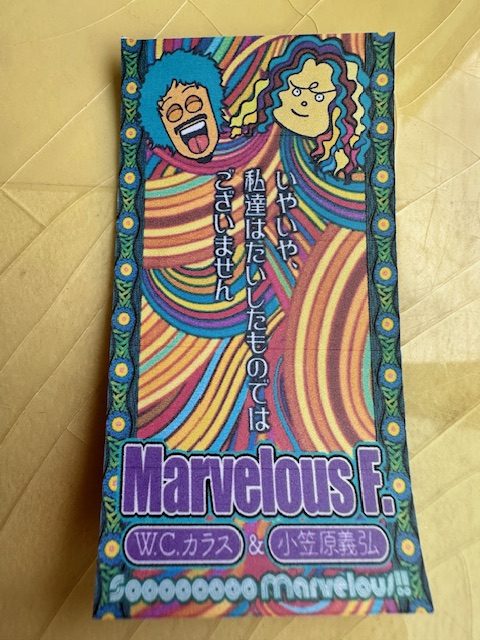 いやいや、
私達はたいしたものでは
ございません
Marvelous F.
W.C.カラス & 小笠原義弘
Sooooooooo Marvelous!!